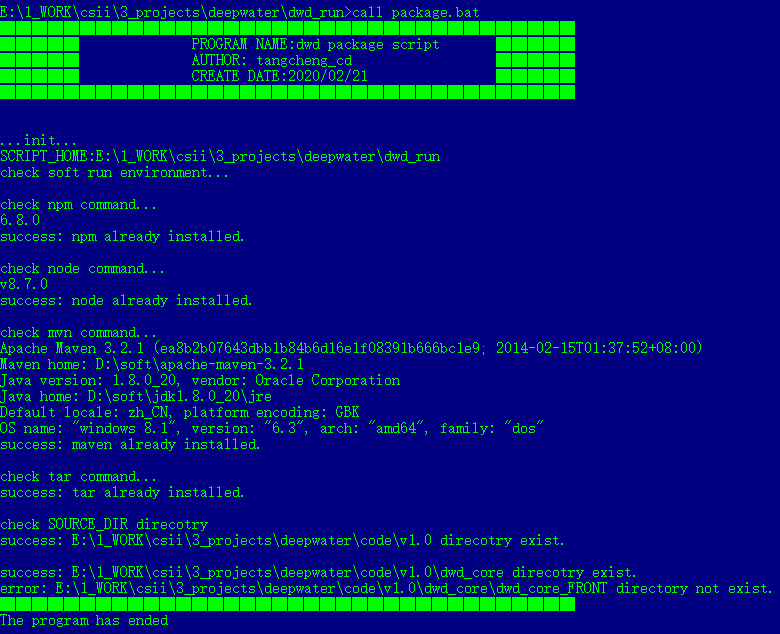 E:\1_WORK\csii\3_projects\deepwater\dwd_run>call package.bat
PROGRAM NAME:dwd package script
AUTHOR: tangcheng_cd
CREATE DATE:2020/02/21
...init...
SCRIPT_HOME:E:\1_WORK\csii\3_projects\deepwater\dwd_run
check soft run environment...
check npm command...
6.8.0
success: npm already installed.
check node command...
v8.7.0
success: node already installed.
check mvn command...
Apache Maven 3.2.1 (ea8b2b07643dbb1b84b6d16e1f08391b666bc1e9; 2014-02-15T01:37:52+08:00)
Maven home: D:\soft\apache-maven-3.2.1
Java version: 1.8.0_20, vendor: Oracle Corporation
Java home: D:\soft\jdk1.8.0_20\jre
Default locale: zh_CN, platform encoding: GBK
OS name: "windows 8.1", version: "6.3", arch: "amd64", family: "dos"
success: maven already installed.
check tar command...
success: tar already installed.
check SOURCE_DIR direcotry
success: E:\1_WORK\csii\3_projects\deepwater\code\v1.0 direcotry exist.
success: E:\1_WORK\csii\3_projects\deepwater\code\v1.0\dwd_core direcotry exist.
error: E:\1_WORK\csii\3_projects\deepwater\code\v1.0\dwd_core\dwd_core_FRONT directory not exist.
The program has ended